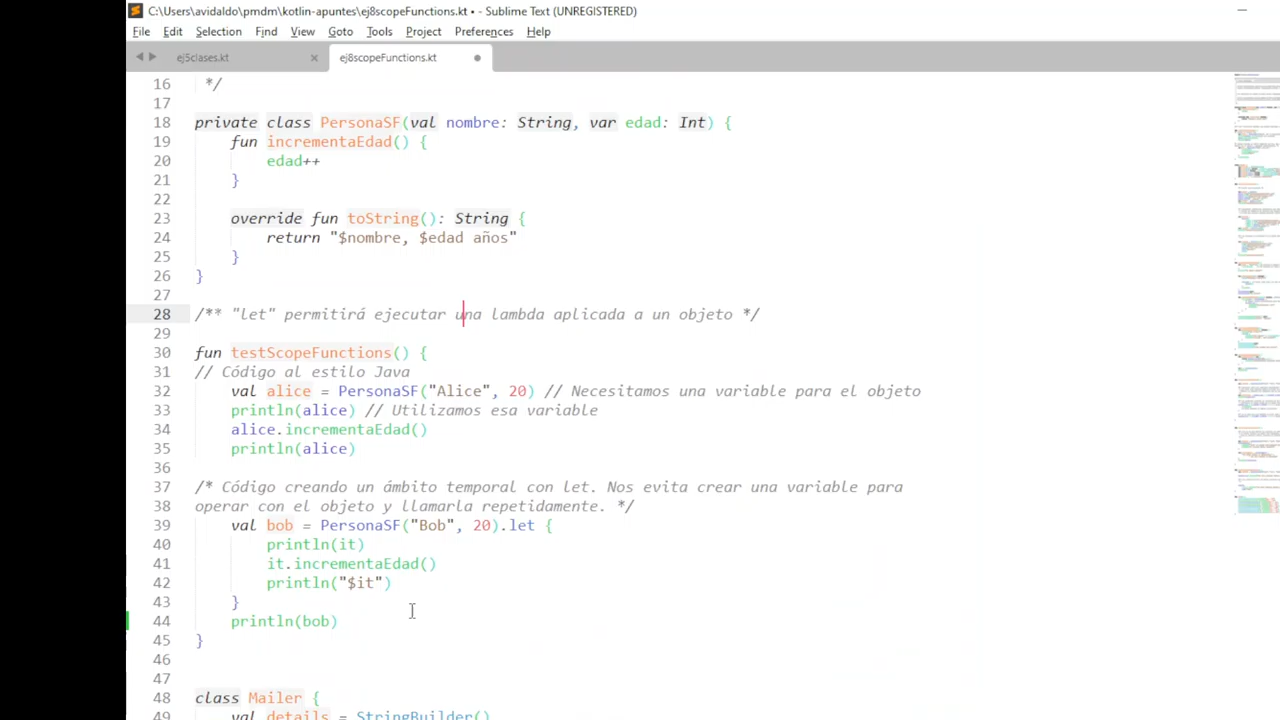 C:\Users\avidaldo\pmdm\kotlin-apuntes\ej8scopeFunctions.kt • - Sublime Text (UNREGISTERED)
File Edit Selection Find View Goto Tools Project Preferences Help
ej5clases.kt × ej8scopeFunctions.kt
16 */
17
18 private class PersonaSF(val nombre: String, var edad: Int) {
19 fun incrementaEdad() {
20 edad++
21 }
22
23 override fun toString(): String {
24 return "$nombre, $edad años"
25 }
26 }
27
28 /** "let" permitirá ejecutar una lambda aplicada a un objeto */
29
30 fun testScopeFunctions() {
31 // Código al estilo Java
32 val alice = PersonaSF("Alice", 20) // Necesitamos una variable para el objeto
33 println(alice) // Utilizamos esa variable
34 alice.incrementaEdad()
35 println(alice)
36
37 /* Código creando un ámbito temporal con let. Nos evita crear una variable para
38 operar con el objeto y llamarla repetidamente. */
39 val bob = PersonaSF("Bob", 20).let {
40 println(it)
41 it.incrementaEdad()
42 println("$it")
43 }
44 println(bob)
45 }
46
47
48 class Mailer {
49 val details = StringBuilder()